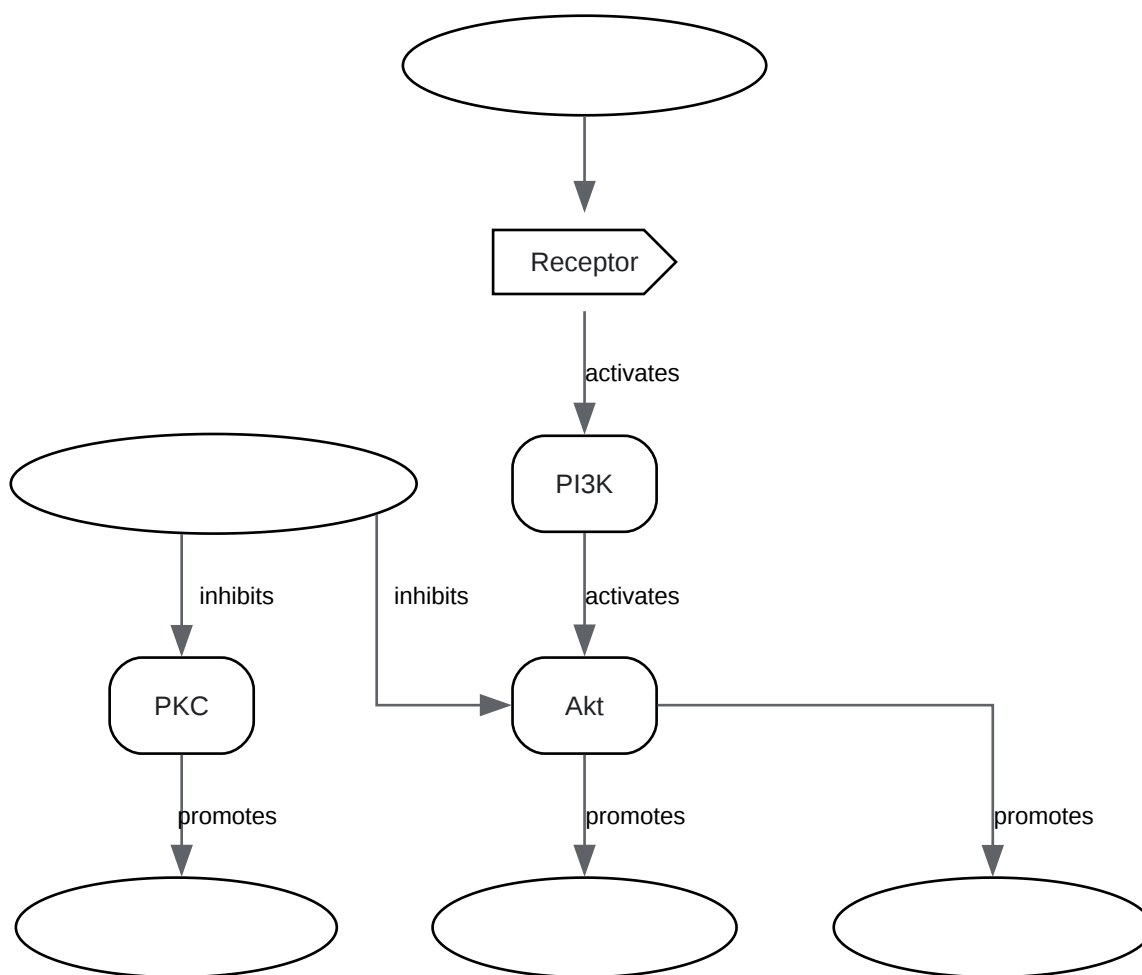 Receptor
activates
PI3K
inhibits
inhibits
activates
PKC
Akt
promotes
promotes
promotes